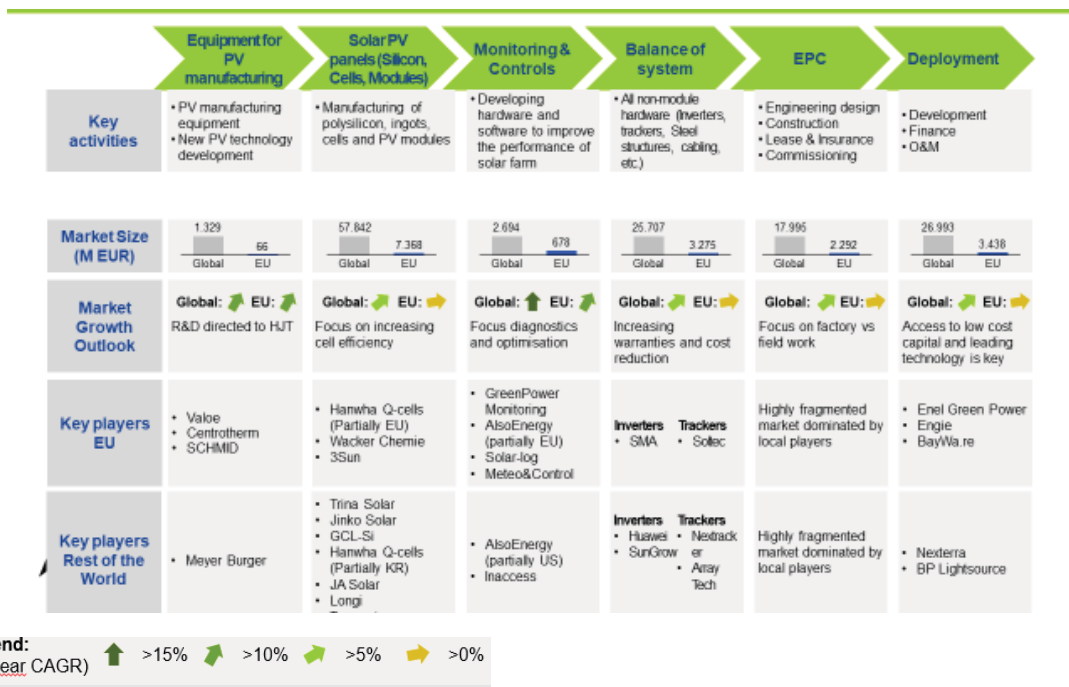 Equipment for
PV
manufacturing
Solar PV
panels (Silicon,
Cells, Modules)
Monitoring &
Controls
Balance of
system
EPC
Deployment
Key
activities
• PV manufacturing
equipment
• New PV technology
development
• Manufacturing of
polysilicon, ingots,
cells and PV modules
• Developing
hardware and
software to improve
the performance of
solar farm
• All non-module
hardware (Inverters,
trackers, Steel
structures, cabling,
etc.)
• Engineering design
• Construction
• Lease & Insurance
• Commissioning
• Development
• Finance
• O&M
Market Size
(M EUR)
1.329
66
Global EU
57.842
7.368
Global EU
2.694
678
Global EU
25.707
3.275
Global EU
17.995
2.292
Global EU
26.993
3.438
Global EU
Market
Growth
Outlook
Global: EU:
R&D directed to HJT
Global: EU:
Focus on increasing
cell efficiency
Global: EU:
Focus diagnostics
and optimisation
Global: EU:
Increasing
warranties and cost
reduction
Global: EU:
Focus on factory vs
field work
Global: EU:
Access to low cost
capital and leading
technology is key
Key players
EU
• Valoe
• Centrotherm
• SCHMID
• Hanwha Q-cells
(Partially EU)
• Wacker Chemie
• 3Sun
• GreenPower
Monitoring
• AlsoEnergy
(partially EU)
• Solar-log
• Meteo&Control
Inverters Trackers
• SMA • Soltec
Highly fragmented
market dominated by
local players
• Enel Green Power
• Engie
• BayWa.re
Key players
Rest of the
World
• Meyer Burger
• Trina Solar
• Jinko Solar
• GCL-Si
• Hanwha Q-cells
(Partially KR)
• JA Solar
• Longi
• AlsoEnergy
(partially US)
• Inaccess
Inverters Trackers
• Huawei • Nextrack
• SunGrow er
• Array
Tech
Highly fragmented
market dominated by
local players
• Nexterra
• BP Lightsource
end:
ear CAGR) >15% >10% >5% >0%